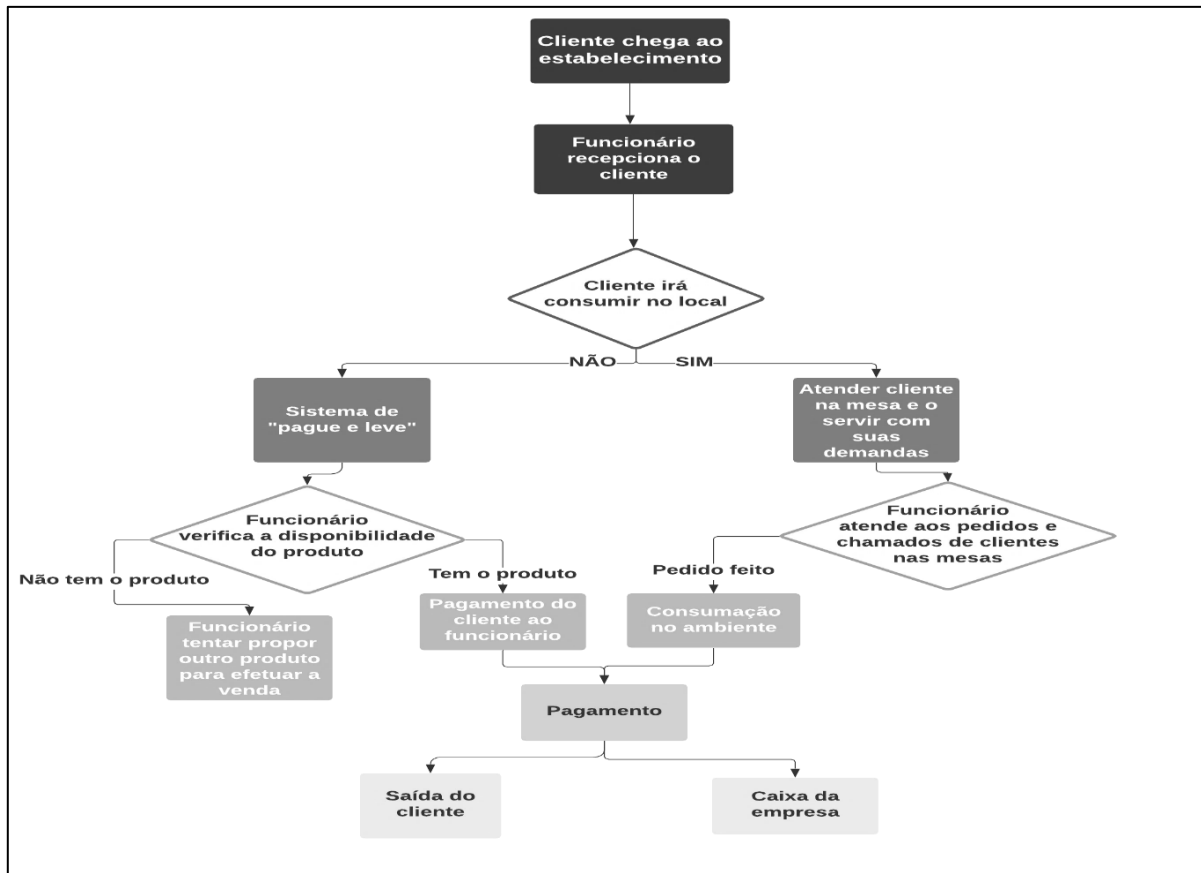 Cliente chega ao
estabelecimento
Funcionário
recepciona o
cliente
Cliente irá
consumir no local
NÃO
SIM
Sistema de
"pague e leve"
Atender cliente
na mesa e o
servir com
suas
demandas
Funcionário
verifica a disponibilidade
do produto
Funcionário
atende aos pedidos e
chamados de clientes
nas mesas
Não tem o produto
Tem o produto
Pedido feito
Funcionário
tentar propor
outro produto
para efetuar a
venda
Pagamento do
cliente ao
funcionário
Consumação
no ambiente
Pagamento
Saída do
cliente
Caixa da
empresa